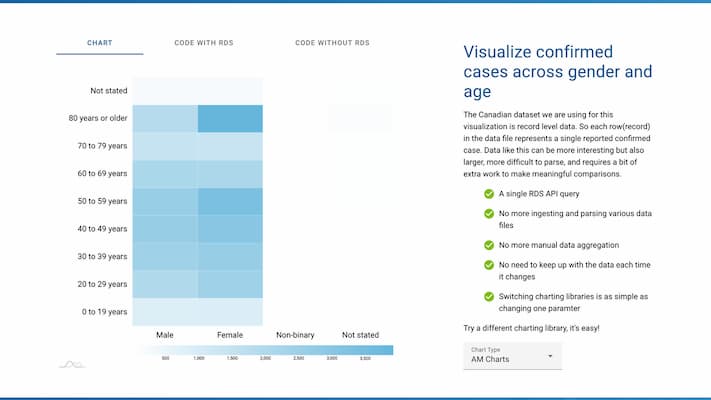 CHART
CODE WITH RDS
CODE WITHOUT RDS
Not stated
80 years or older
70 to 79 years
60 to 69 years
50 to 59 years
40 to 49 years
30 to 39 years
20 to 29 years
0 to 19 years
Male
Female
Non-binary
Not stated
500
1,000
1,500
2,000
2,500
3,000
3,500
Visualize confirmed
cases across gender and
age
The Canadian dataset we are using for this
visualization is record level data. So each row(record)
in the data file represents a single reported confirmed
case. Data like this can be more interesting but also
larger, more difficult to parse, and requires a bit of
extra work to make meaningful comparisons.
A single RDS API query
No more ingesting and parsing various data
files
No more manual data aggregation
No need to keep up with the data each time
it changes
Switching charting libraries is as simple as
changing one paramter
Try a different charting library, it's easy!
Chart Type
AM Charts